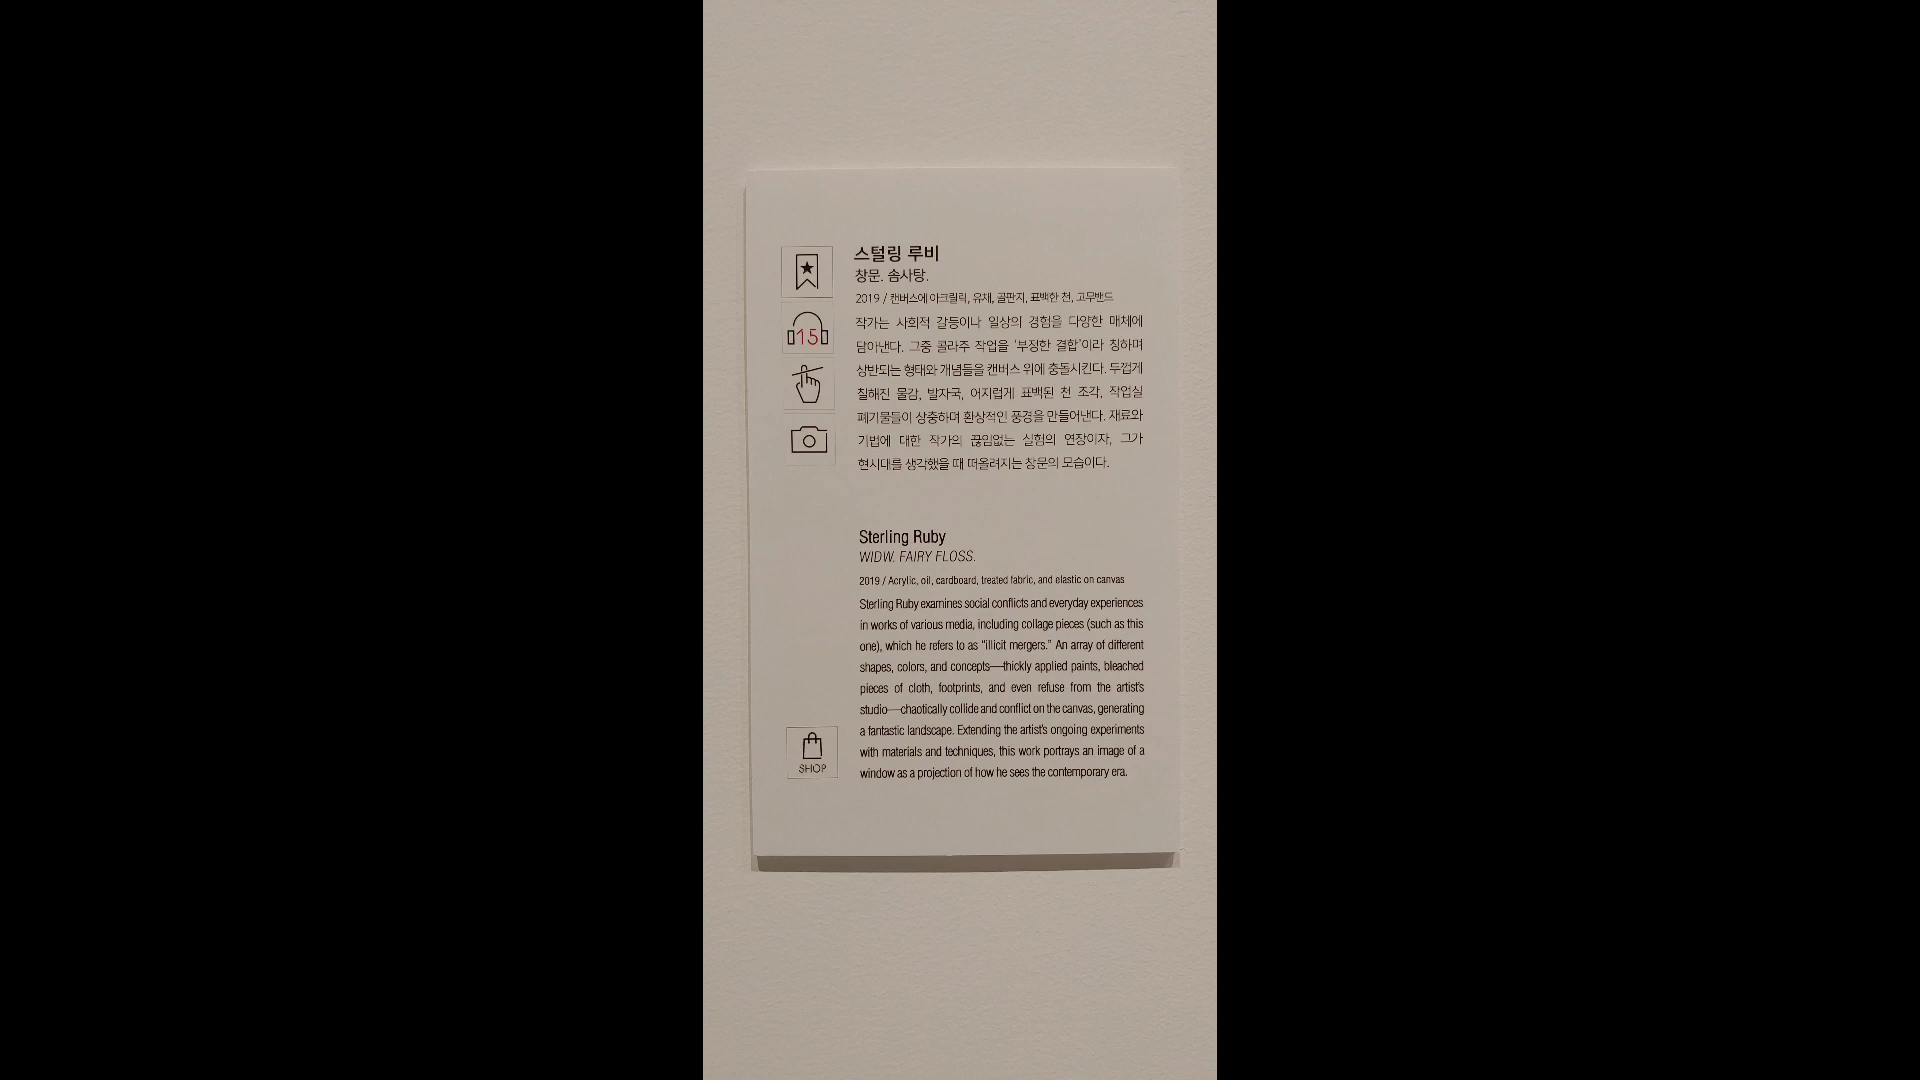 스털링 루비
창문. 솜사탕.
2019 / 캔버스에 아크릴릭, 유채, 골판지, 표백한 천, 고무밴드
작가는 사회적 갈등이나 일상의 경험을 다양한 매체에
담아낸다. 그중 콜라주 작업을 ‘부정한 결합’이라 칭하며
상반되는 형태와 개념들을 캔버스 위에 충돌시킨다. 두껍게
칠해진 물감, 발자국, 어지럽게 표백된 천 조각, 작업실
폐기물들이 상충하며 환상적인 풍경을 만들어낸다. 재료와
기법에 대한 작가의 끊임없는 실험의 연장이자, 그가
현시대를 생각했을 때 떠올려지는 창문의 모습이다.
15
Sterling Ruby
WIDW. FAIRY FLOSS.
2019 / Acrylic, oil, cardboard, treated fabric, and elastic on canvas
Sterling Ruby examines social conflicts and everyday experiences
in works of various media, including collage pieces (such as this
one), which he refers to as “illicit mergers.” An array of different
shapes, colors, and concepts—thickly applied paints, bleached
pieces of cloth, footprints, and even refuse from the artist’s
studio—chaotically collide and conflict on the canvas, generating
a fantastic landscape. Extending the artist’s ongoing experiments
with materials and techniques, this work portrays an image of a
window as a projection of how he sees the contemporary era.
SHOP